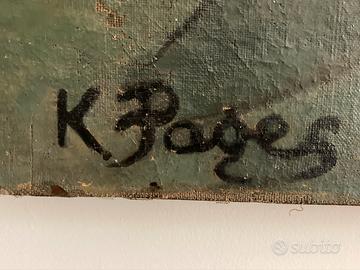 K. Pages
subito